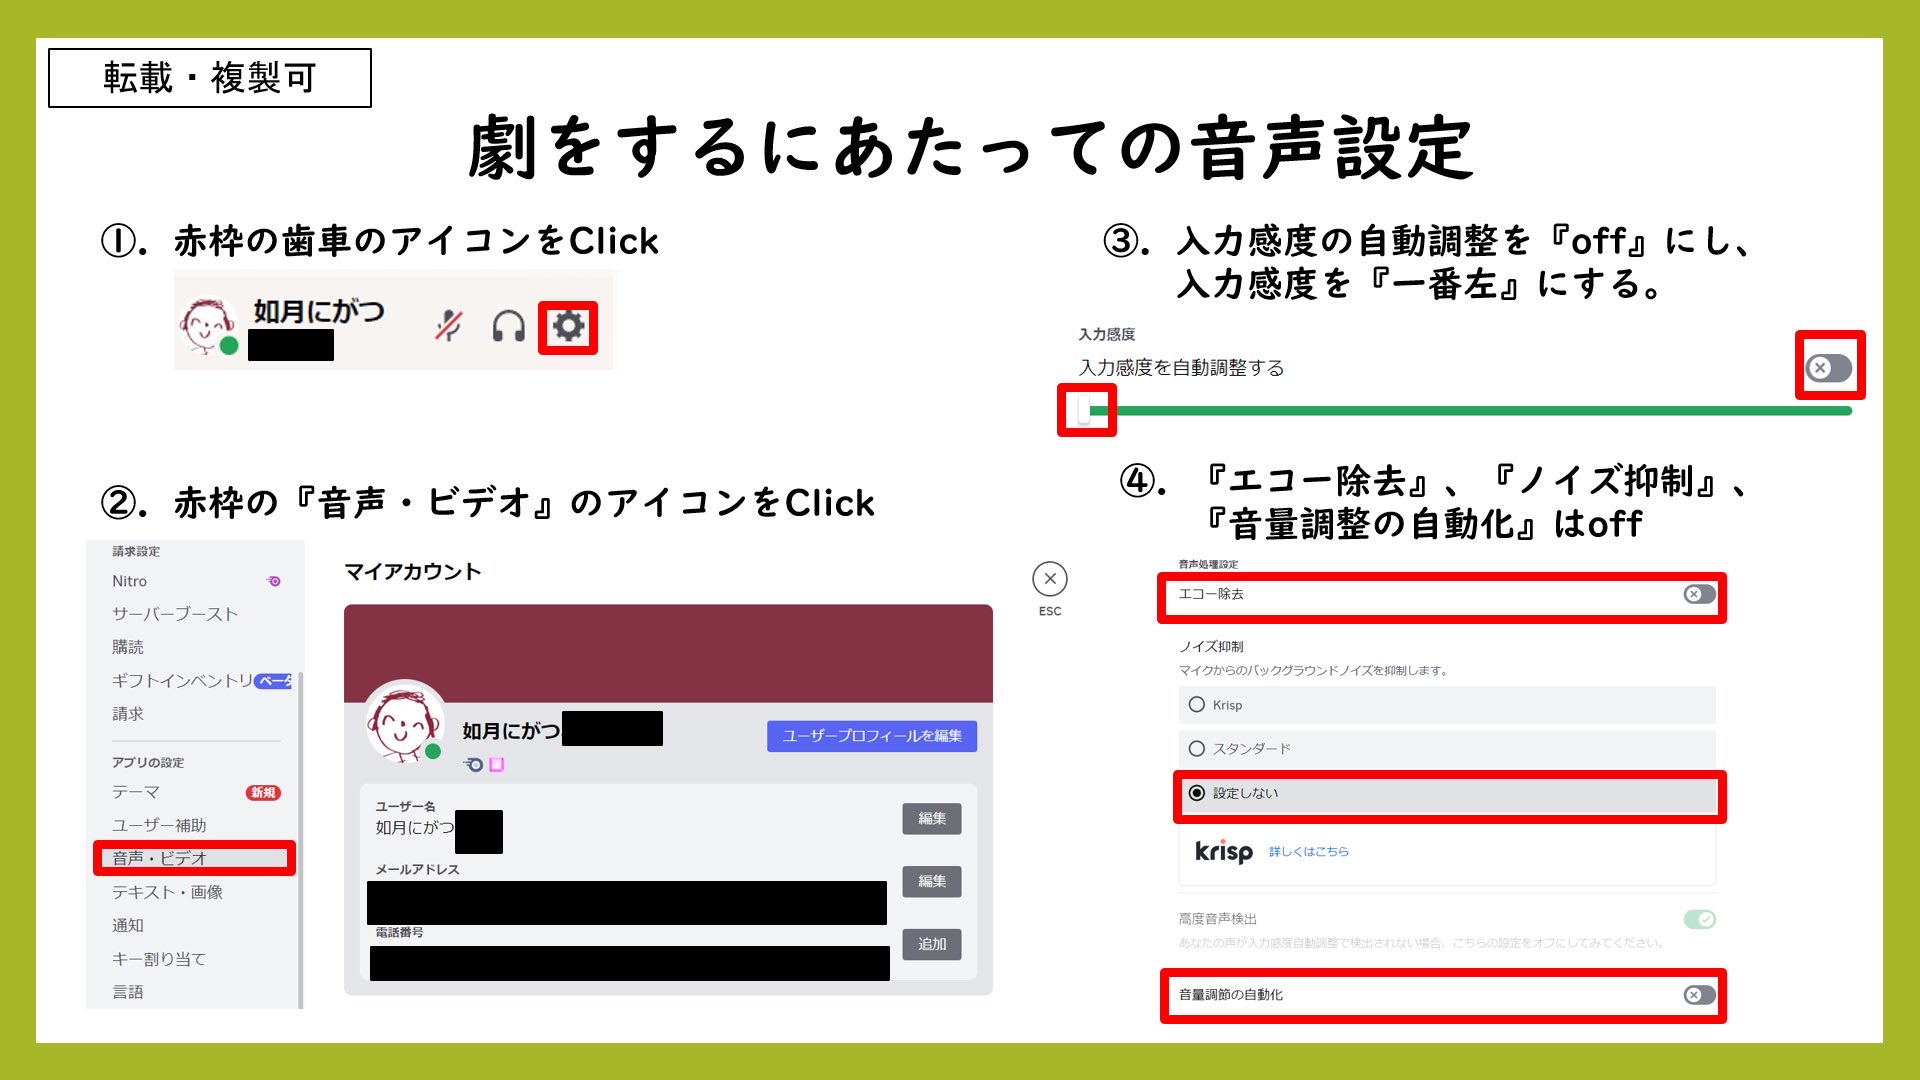 転載・複製可
劇をするにあたっての音声設定
①. 赤枠の歯車のアイコンをClick
如月にがつ
②. 赤枠の『音声・ビデオ』のアイコンをClick
請求設定
Nitro
サーバーブースト
購読
ギフトインベントリ ベータ
請求
アプリの設定
テーマ 新規
ユーザー補助
音声・ビデオ
テキスト・画像
通知
キー割り当て
言語
マイアカウント
如月にがつ
ユーザープロフィールを編集
ユーザー名
如月にがつ
編集
メールアドレス
編集
電話番号
追加
ESC
③. 入力感度の自動調整を『off』にし、
入力感度を『一番左』にする。
入力感度
入力感度を自動調整する
④. 『エコー除去』、『ノイズ抑制』、
『音量調整の自動化』はoff
音声処理設定
エコー除去
ノイズ抑制
マイクからのバックグラウンドノイズを抑制します。
Krisp
スタンダード
設定しない
krisp 詳しくはこちら
高度音声検出
あなたの声が入力感度自動調整で検出されない場合、こちらの設定をオフにしてみてください。
音量調節の自動化